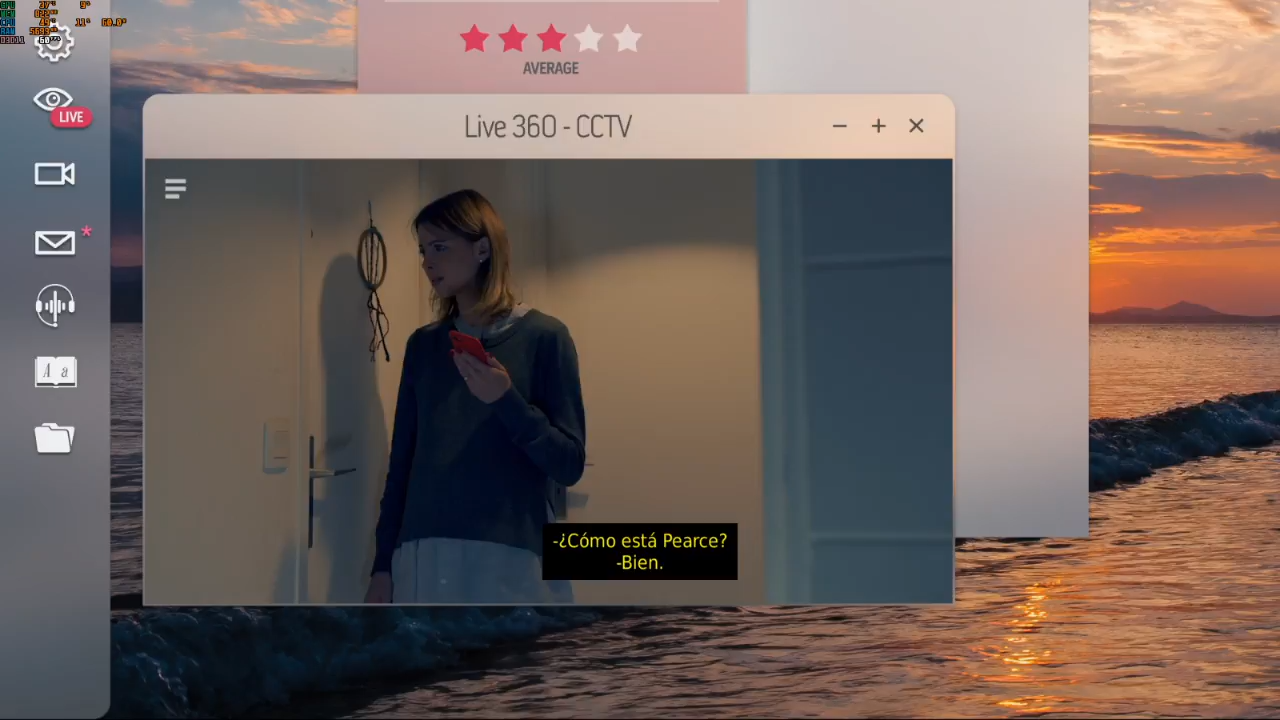 AVERAGE
LIVE
Live 360 - CCTV
A a
-¿Cómo está Pearce?
-Bien.